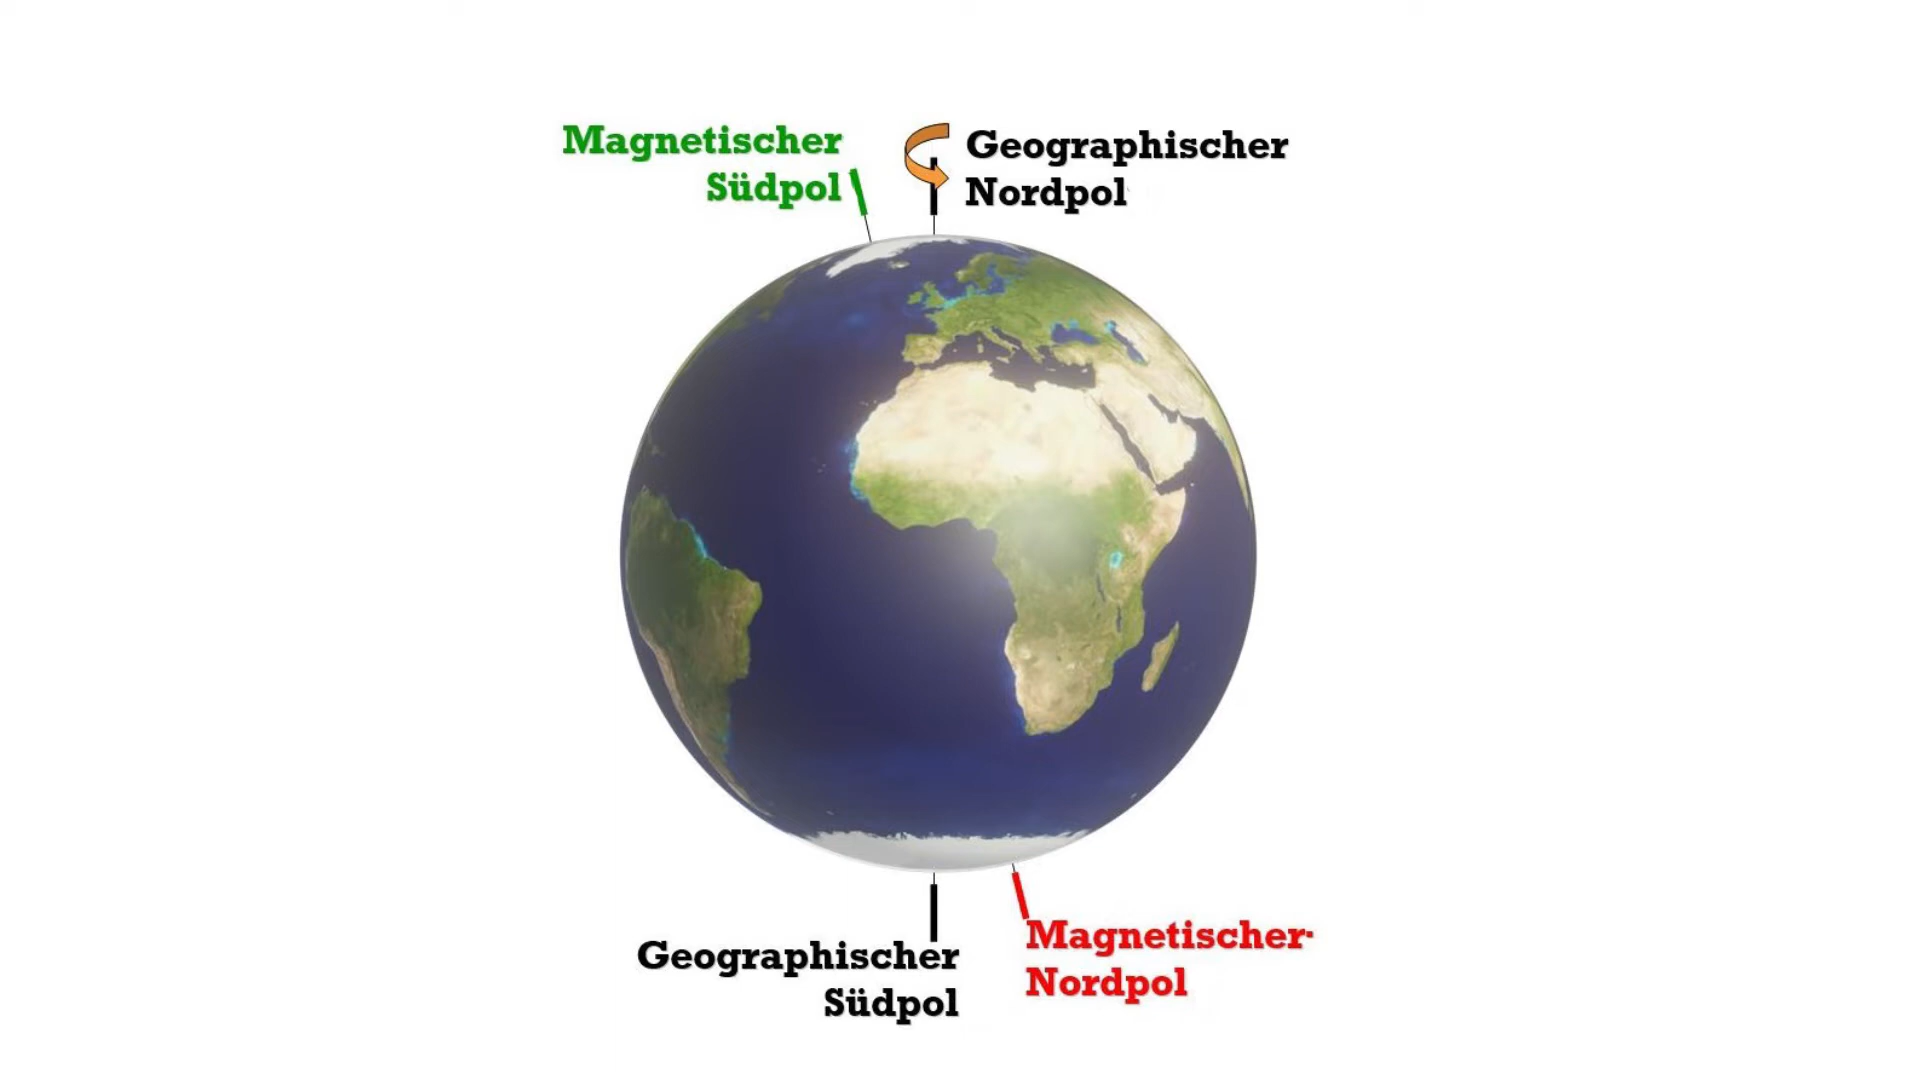 Magnetischer
Südpol
Geographischer
Nordpol
Geographischer
Südpol
Magnetischer-
Nordpol